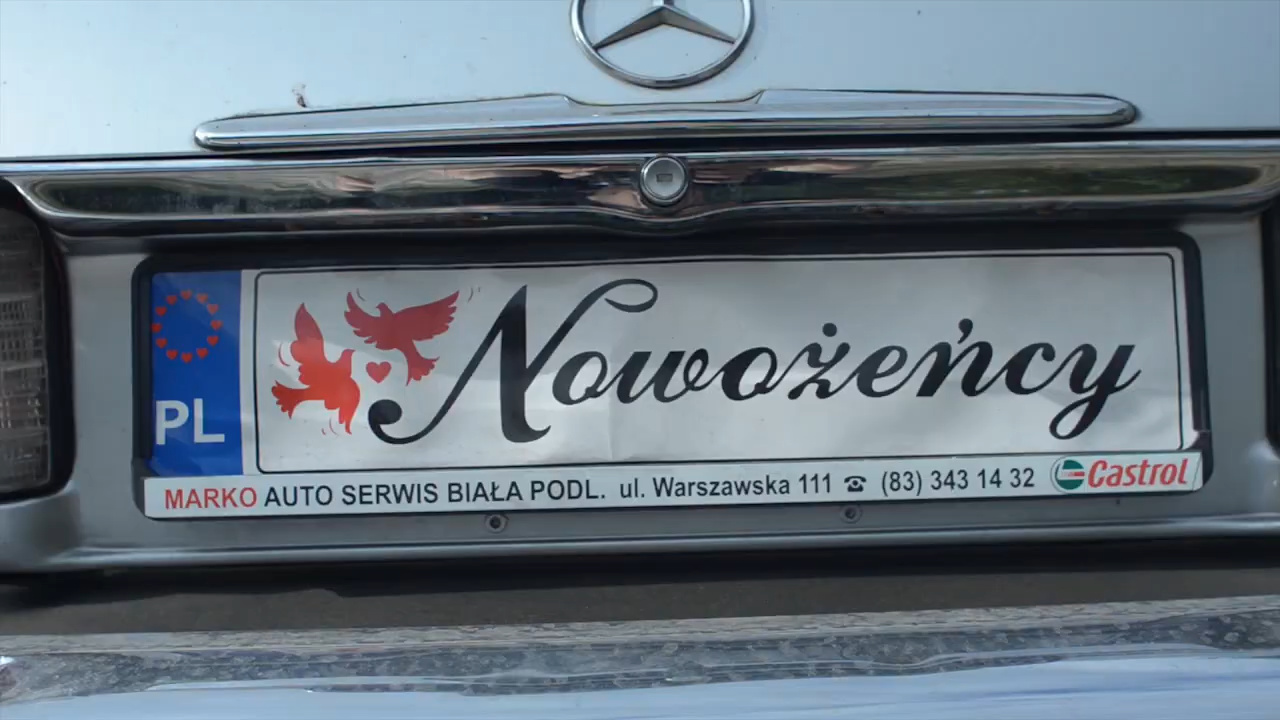 PL
Nowożeńcy
MARKO AUTO SERWIS BIAŁA PODL. ul. Warszawska 111 ☎ (83) 343 14 32 Castrol